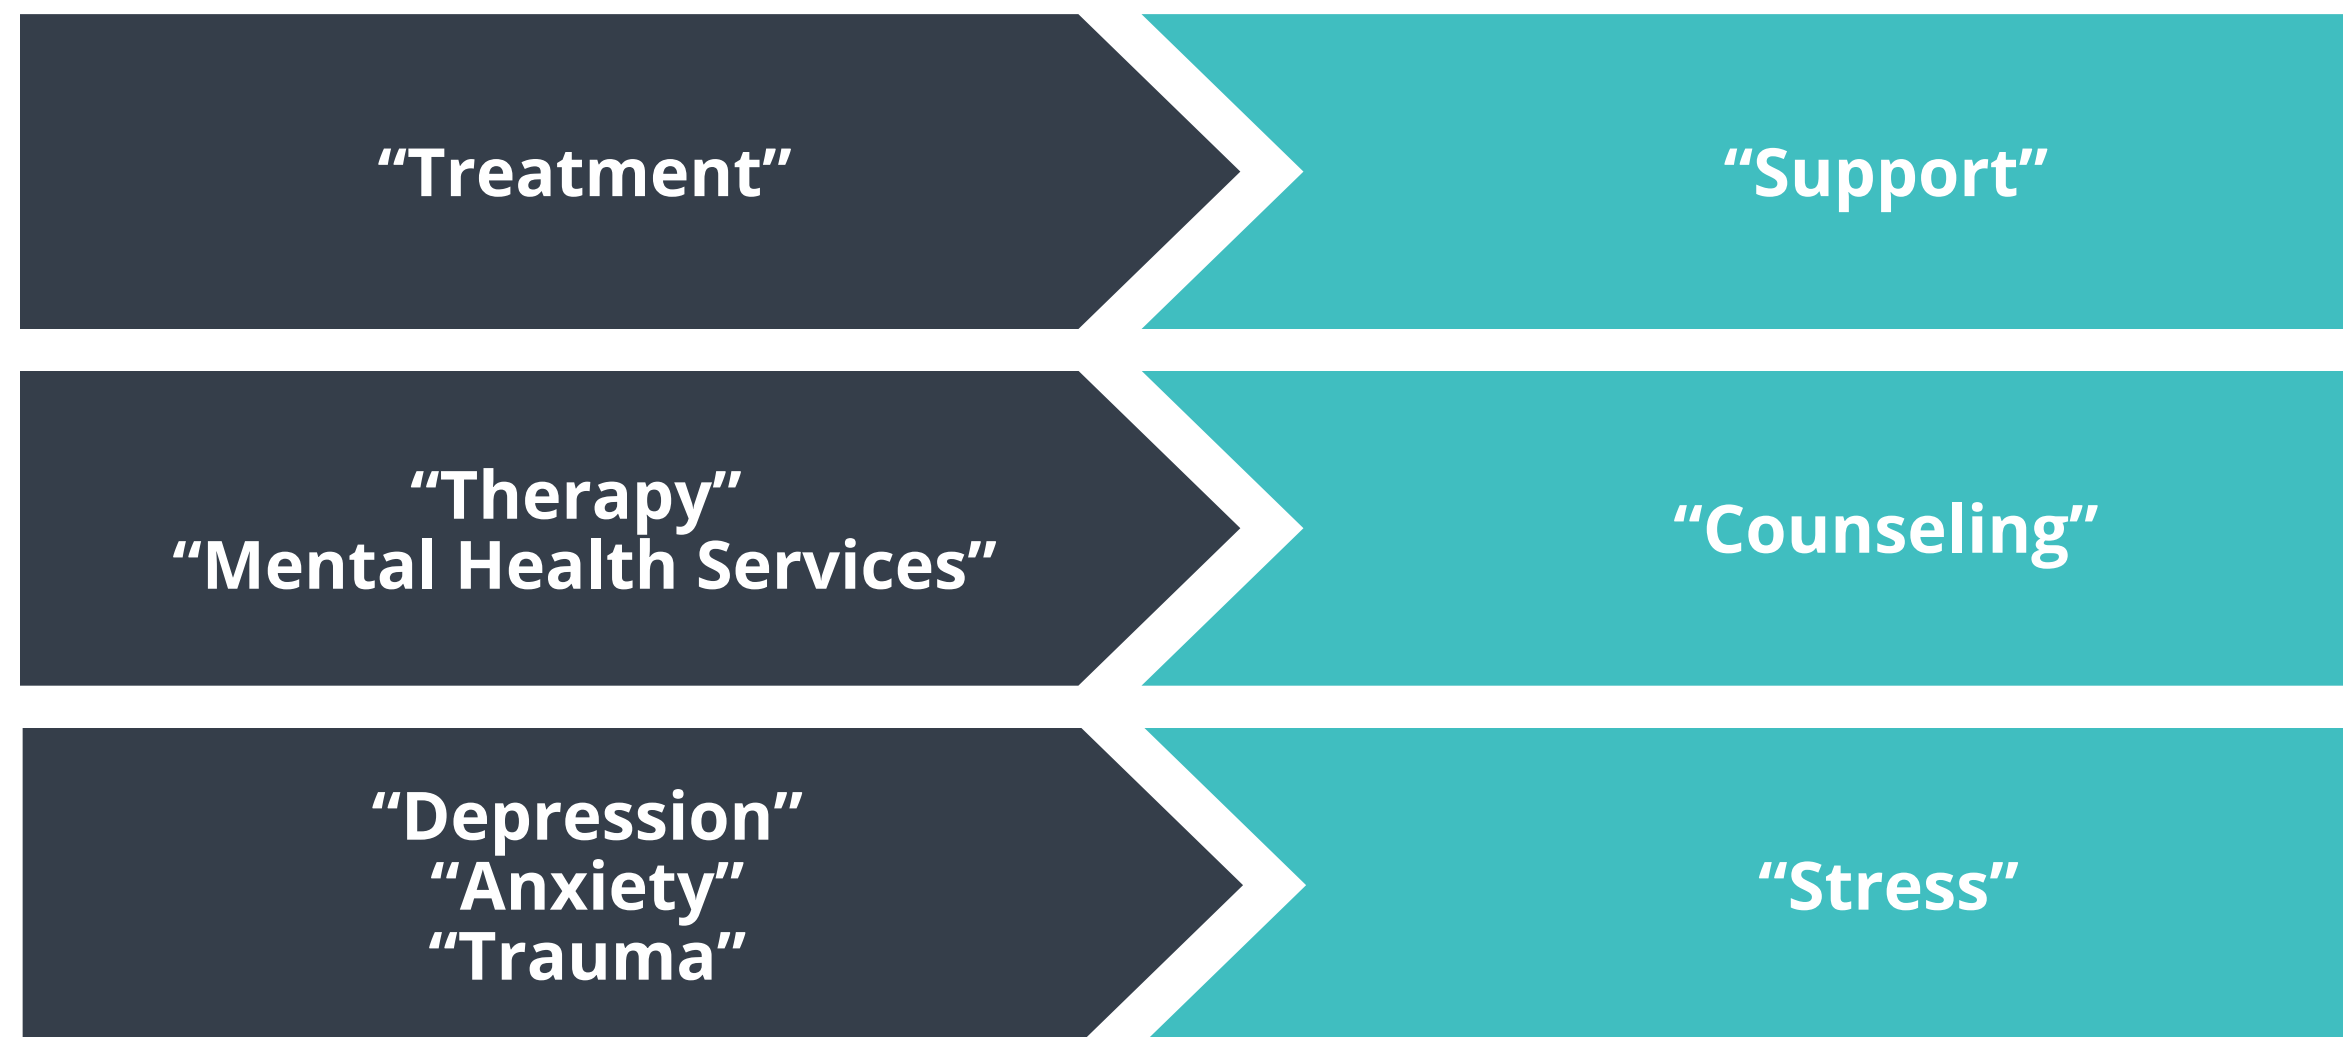 “Treatment”
“Support”
“Therapy”
“Mental Health Services”
“Counseling”
“Depression”
“Anxiety”
“Trauma”
“Stress”